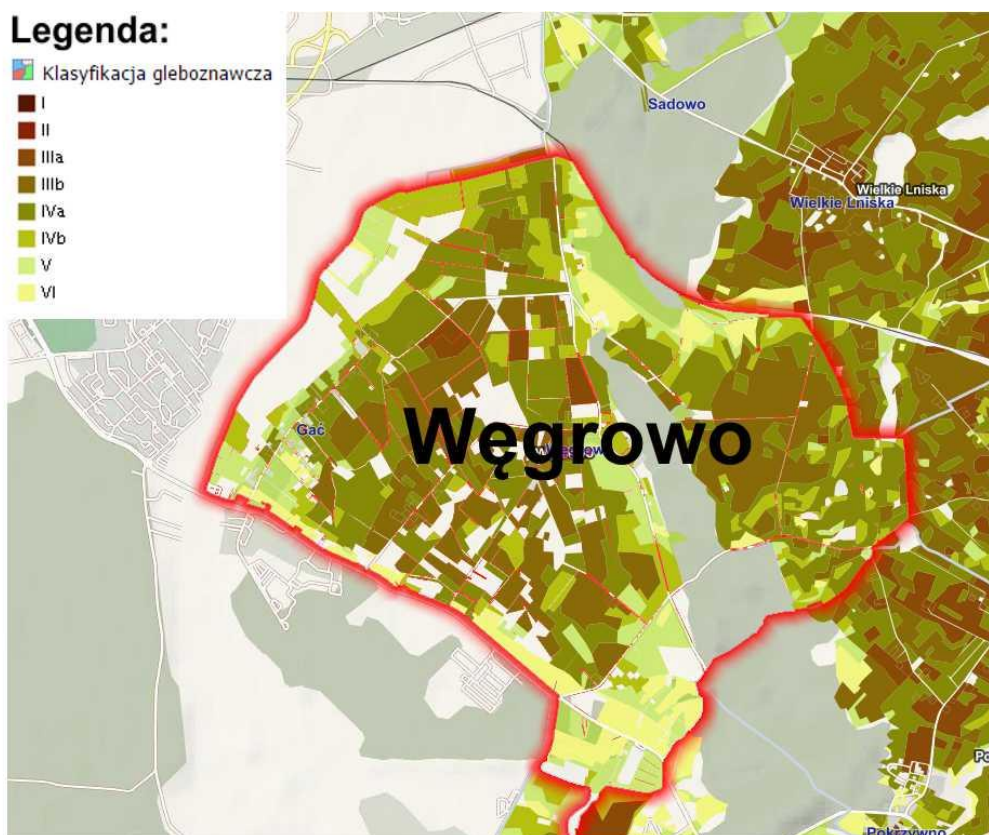 Legenda:
Klasyfikacja gleboznawcza
I
II
IIIa
IIIb
IVa
IVb
V
VI
Sadowo
Wielkie Lniska
Wielkie Lniska
Gać
Węgrowo
Pokrzywno